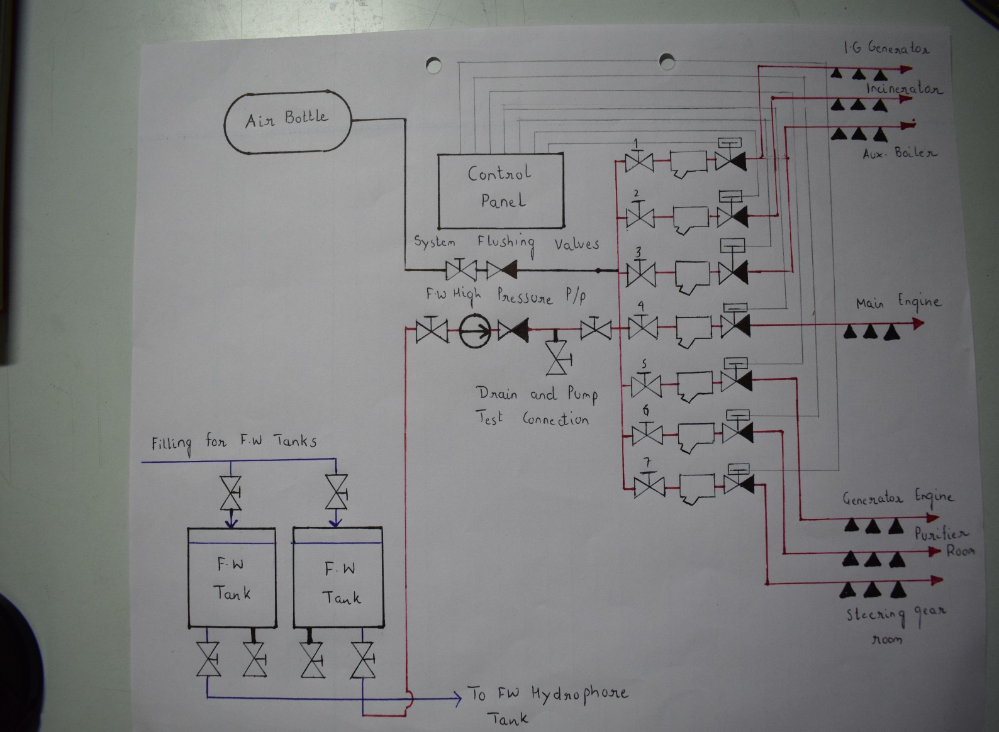 I.G Generator
Incinerator
Aux. Boiler
Air Bottle
Control
Panel
1
2
3
4
5
6
7
System Flushing Valves
F.W High Pressure P/p
Main Engine
Drain and Pump
Test Connection
Filling for F.W Tanks
Generator Engine
Purifier
Room
Steering gear
room
F.W
Tank
F.W
Tank
To FW Hydrophore
Tank